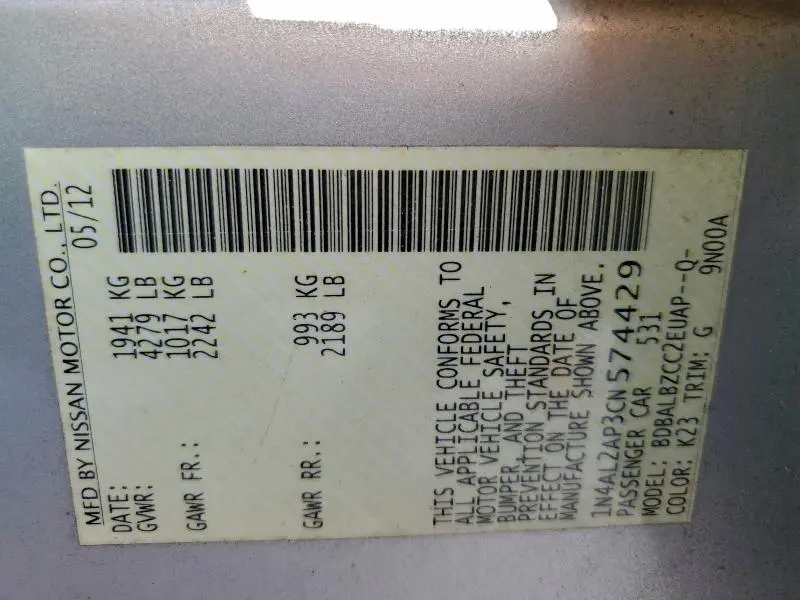 MFD BY NISSAN MOTOR CO., LTD.
DATE: 05/12
GVWR: 1941 KG
4279 LB
GAWR FR.: 1017 KG
2242 LB
GAWR RR.: 993 KG
2189 LB
THIS VEHICLE CONFORMS TO
ALL APPLICABLE FEDERAL
MOTOR VEHICLE SAFETY,
BUMPER, AND THEFT
PREVENTION STANDARDS IN
EFFECT ON THE DATE OF
MANUFACTURE SHOWN ABOVE.
1N4AL2AP3CN574429
PASSENGER CAR 531
MODEL: BDBALBZCC2EUAP--Q-
COLOR: K23 TRIM: G 9N00A